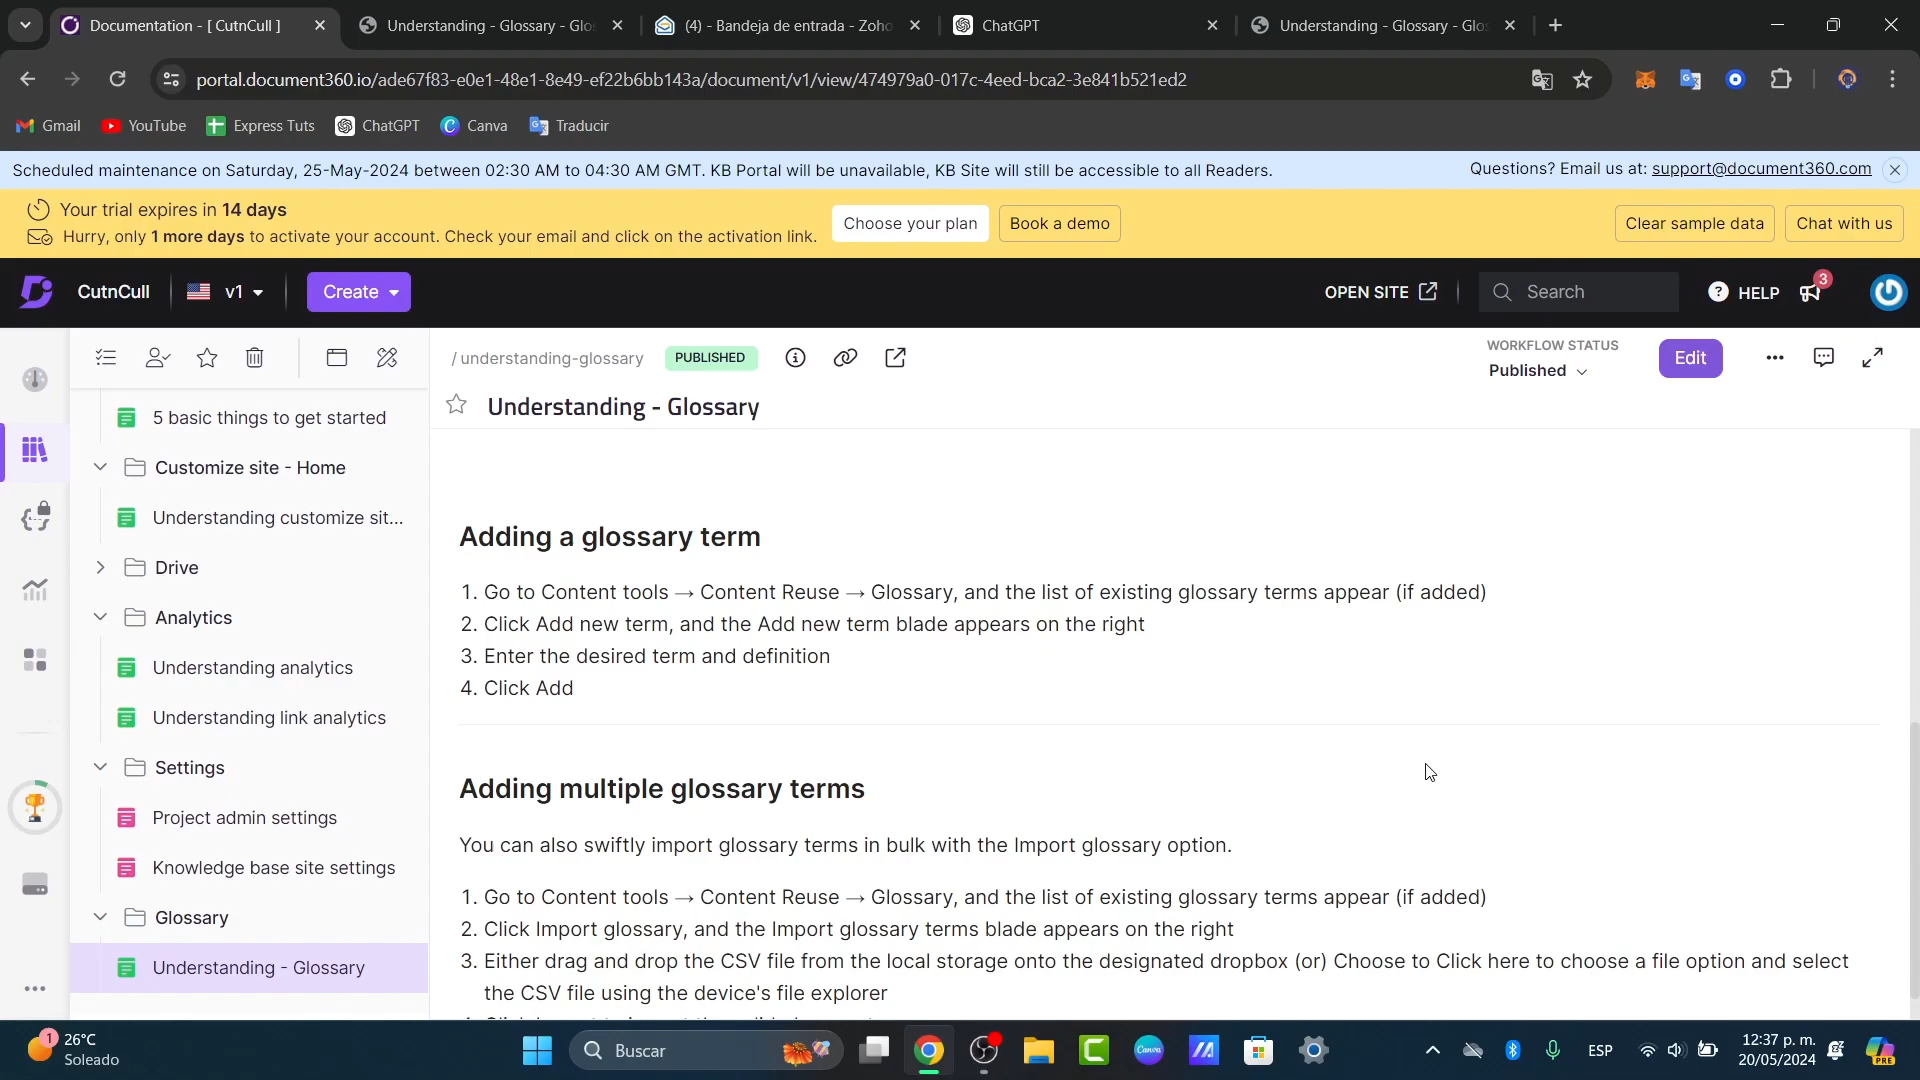 Documentation - [ CutnCull ]
Understanding - Glossary - Glo
(4) - Bandeja de entrada - Zoho
ChatGPT
Understanding - Glossary - Glo
portal.document360.io/ade67f83-e0e1-48e1-8e49-ef22b6bb143a/document/v1/view/474979a0-017c-4eed-bca2-3e841b521ed2
Gmail
YouTube
Express Tuts
ChatGPT
Canva
Traducir
Scheduled maintenance on Saturday, 25-May-2024 between 02:30 AM to 04:30 AM GMT. KB Portal will be unavailable, KB Site will still be accessible to all Readers.
Questions? Email us at: support@document360.com
Your trial expires in 14 days
Hurry, only 1 more days to activate your account. Check your email and click on the activation link.
Choose your plan
Book a demo
Clear sample data
Chat with us
CutnCull
v1
Create
OPEN SITE
Search
HELP
3
/ understanding-glossary
PUBLISHED
WORKFLOW STATUS
Published
Edit
Understanding - Glossary
5 basic things to get started
Customize site - Home
Understanding customize sit...
Drive
Analytics
Understanding analytics
Understanding link analytics
Settings
Project admin settings
Knowledge base site settings
Glossary
Understanding - Glossary
Adding a glossary term
1. Go to Content tools → Content Reuse → Glossary, and the list of existing glossary terms appear (if added)
2. Click Add new term, and the Add new term blade appears on the right
3. Enter the desired term and definition
4. Click Add
Adding multiple glossary terms
You can also swiftly import glossary terms in bulk with the Import glossary option.
1. Go to Content tools → Content Reuse → Glossary, and the list of existing glossary terms appear (if added)
2. Click Import glossary, and the Import glossary terms blade appears on the right
3. Either drag and drop the CSV file from the local storage onto the designated dropbox (or) Choose to Click here to choose a file option and select
the CSV file using the device's file explorer
1
26°C
Soleado
Buscar
Canva
ESP
12:37 p. m.
20/05/2024
PRE